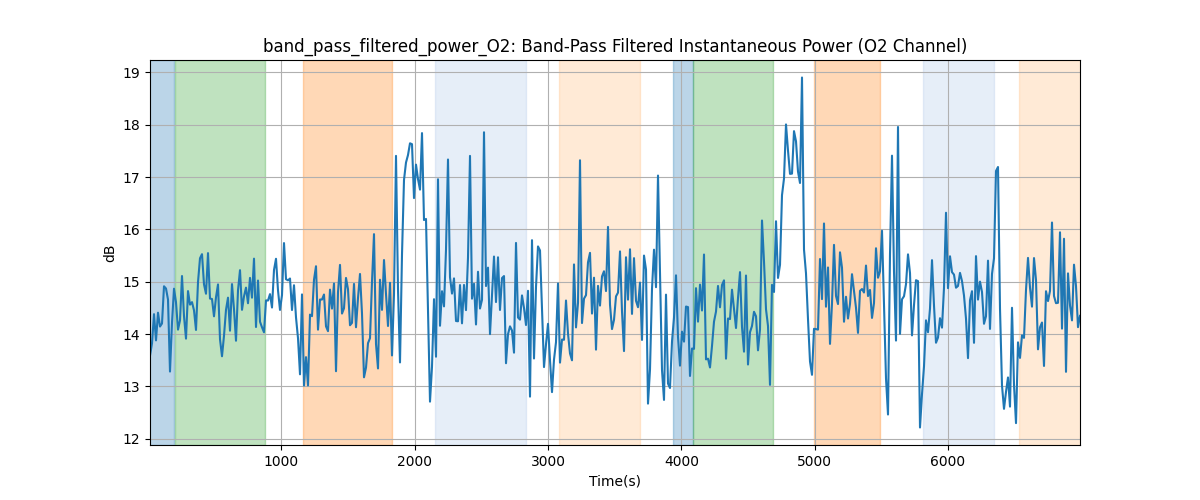 band_pass_filtered_power_O2: Band-Pass Filtered Instantaneous Power (O2 Channel)
19
18
17
16
15
14
13
12
dB
1000 2000 3000 4000 5000 6000
Time(s)